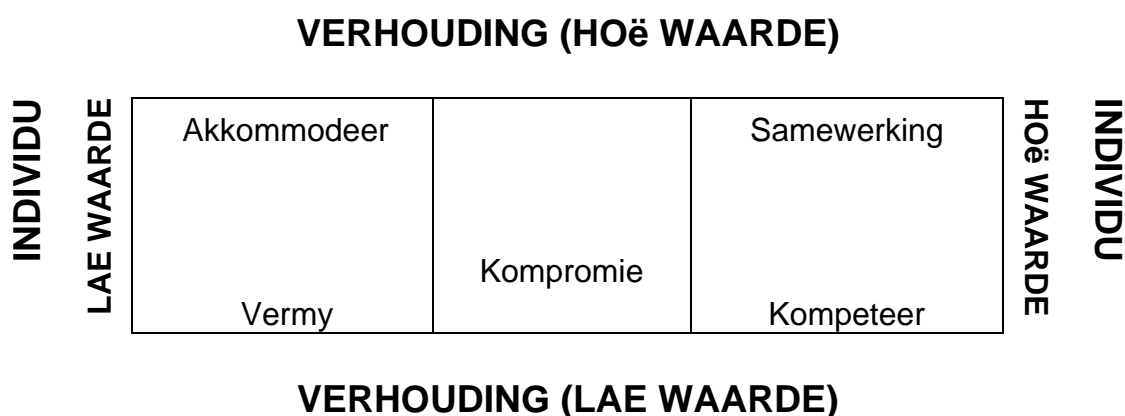 VERHOUDING (HOë WAARDE)
INDIVIDU
LAE WAARDE
Akkommodeer
Samewerking
Kompromie
Vermy
Kompeteer
HOë WAARDE
INDIVIDU
VERHOUDING (LAE WAARDE)